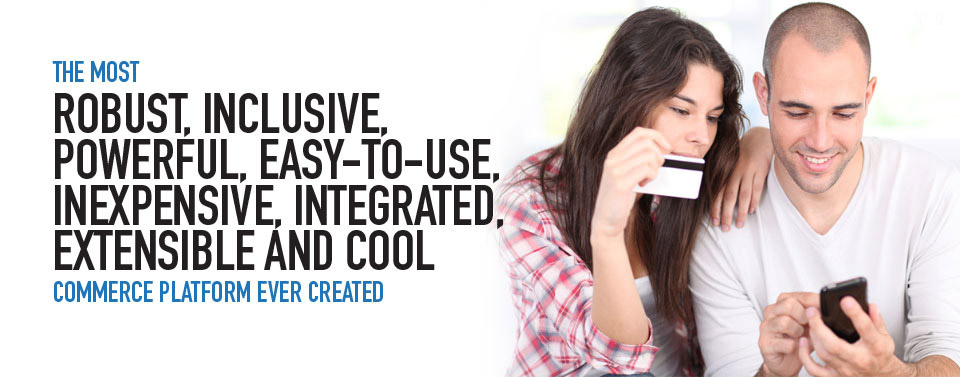 THE MOST
ROBUST, INCLUSIVE,
POWERFUL, EASY-TO-USE,
INEXPENSIVE, INTEGRATED,
EXTENSIBLE AND COOL
COMMERCE PLATFORM EVER CREATED